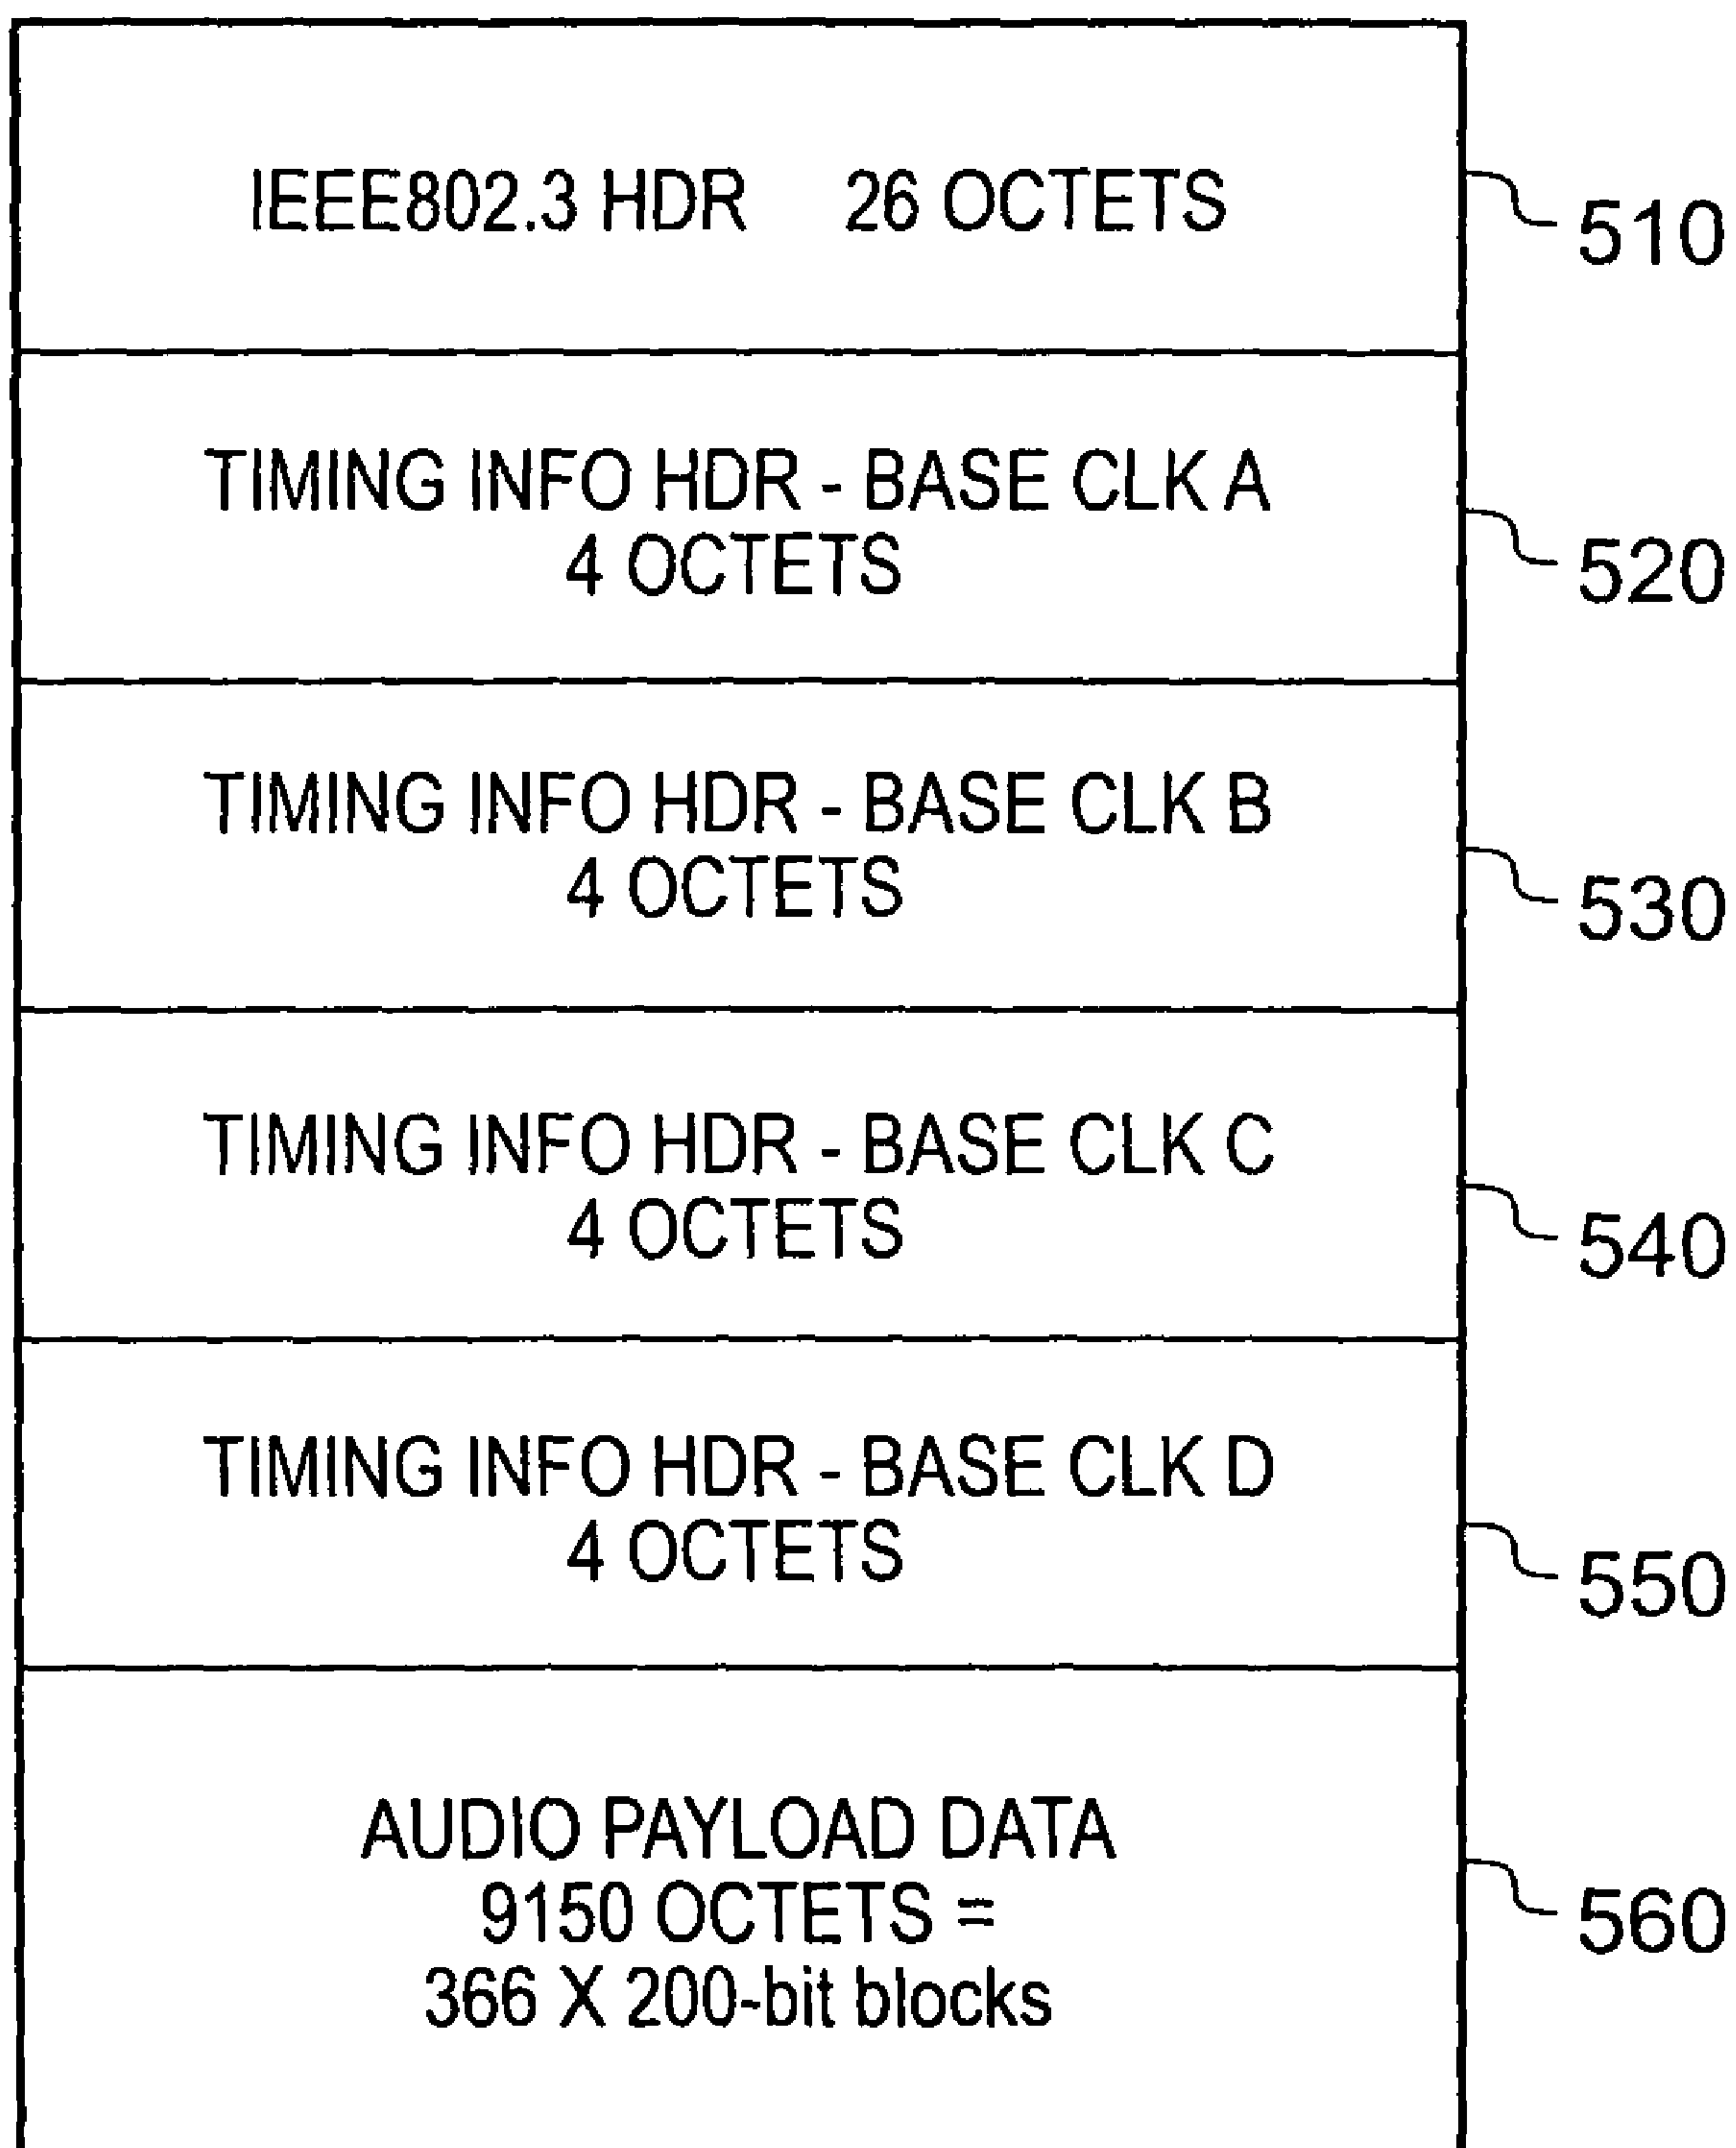 IEEE802.3 HDR 26 OCTETS
510
TIMING INFO HDR - BASE CLK A
4 OCTETS
520
TIMING INFO HDR - BASE CLK B
4 OCTETS
530
TIMING INFO HDR - BASE CLK C
4 OCTETS
540
TIMING INFO HDR - BASE CLK D
4 OCTETS
550
AUDIO PAYLOAD DATA
9150 OCTETS =
366 X 200-bit blocks
560